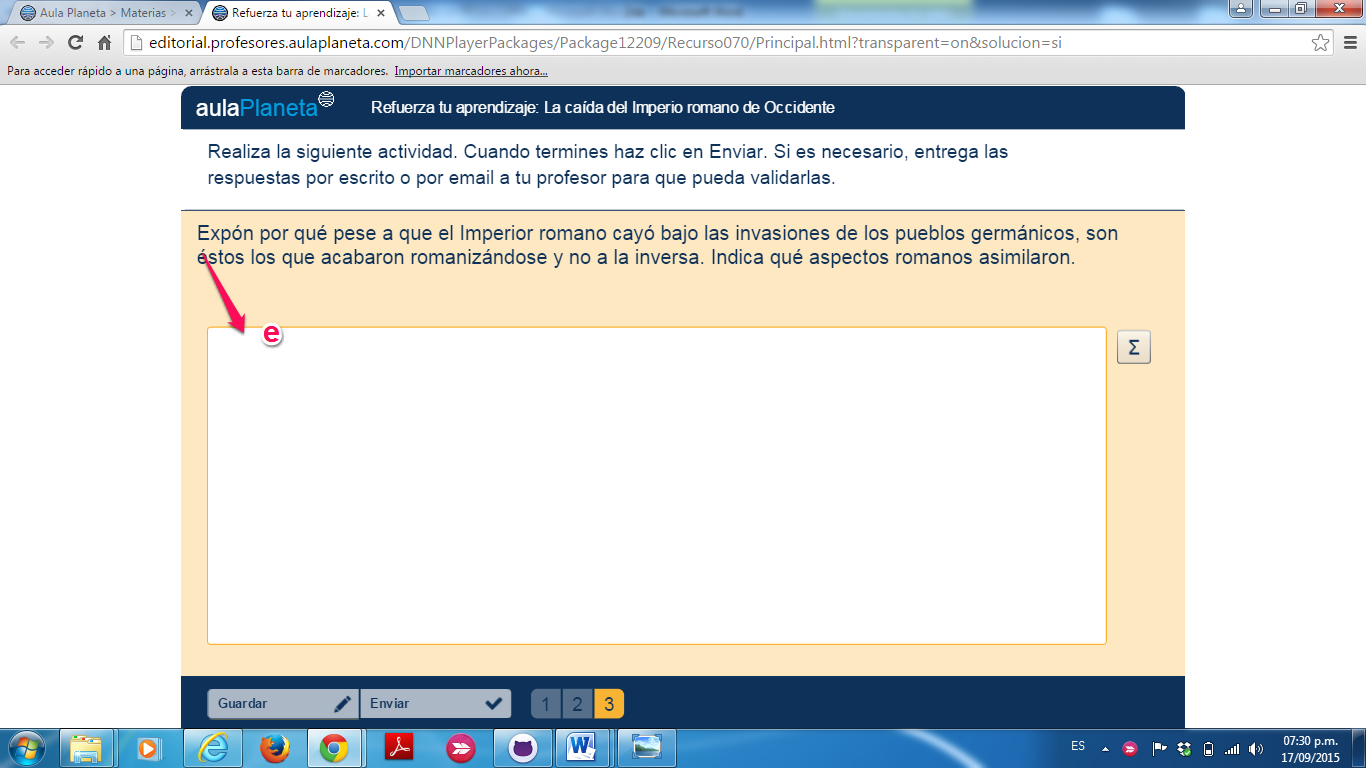 Aula Planeta > Materias >
Refuerza tu aprendizaje: L
editorial.profesores.aulaplaneta.com/DNNPlayerPackages/Package12209/Recurso070/Principal.html?transparent=on&solucion=si
Para acceder rápido a una página, arrástrala a esta barra de marcadores. Importar marcadores ahora...
aulaPlaneta Refuerza tu aprendizaje: La caída del Imperio romano de Occidente
Realiza la siguiente actividad. Cuando termines haz clic en Enviar. Si es necesario, entrega las
respuestas por escrito o por email a tu profesor para que pueda validarlas.
Expón por qué pese a que el Imperior romano cayó bajo las invasiones de los pueblos germánicos, son
éstos los que acabaron romanizándose y no a la inversa. Indica qué aspectos romanos asimilaron.
e
Σ
Guardar Enviar 1 2 3
ES 07:30 p.m.
17/09/2015